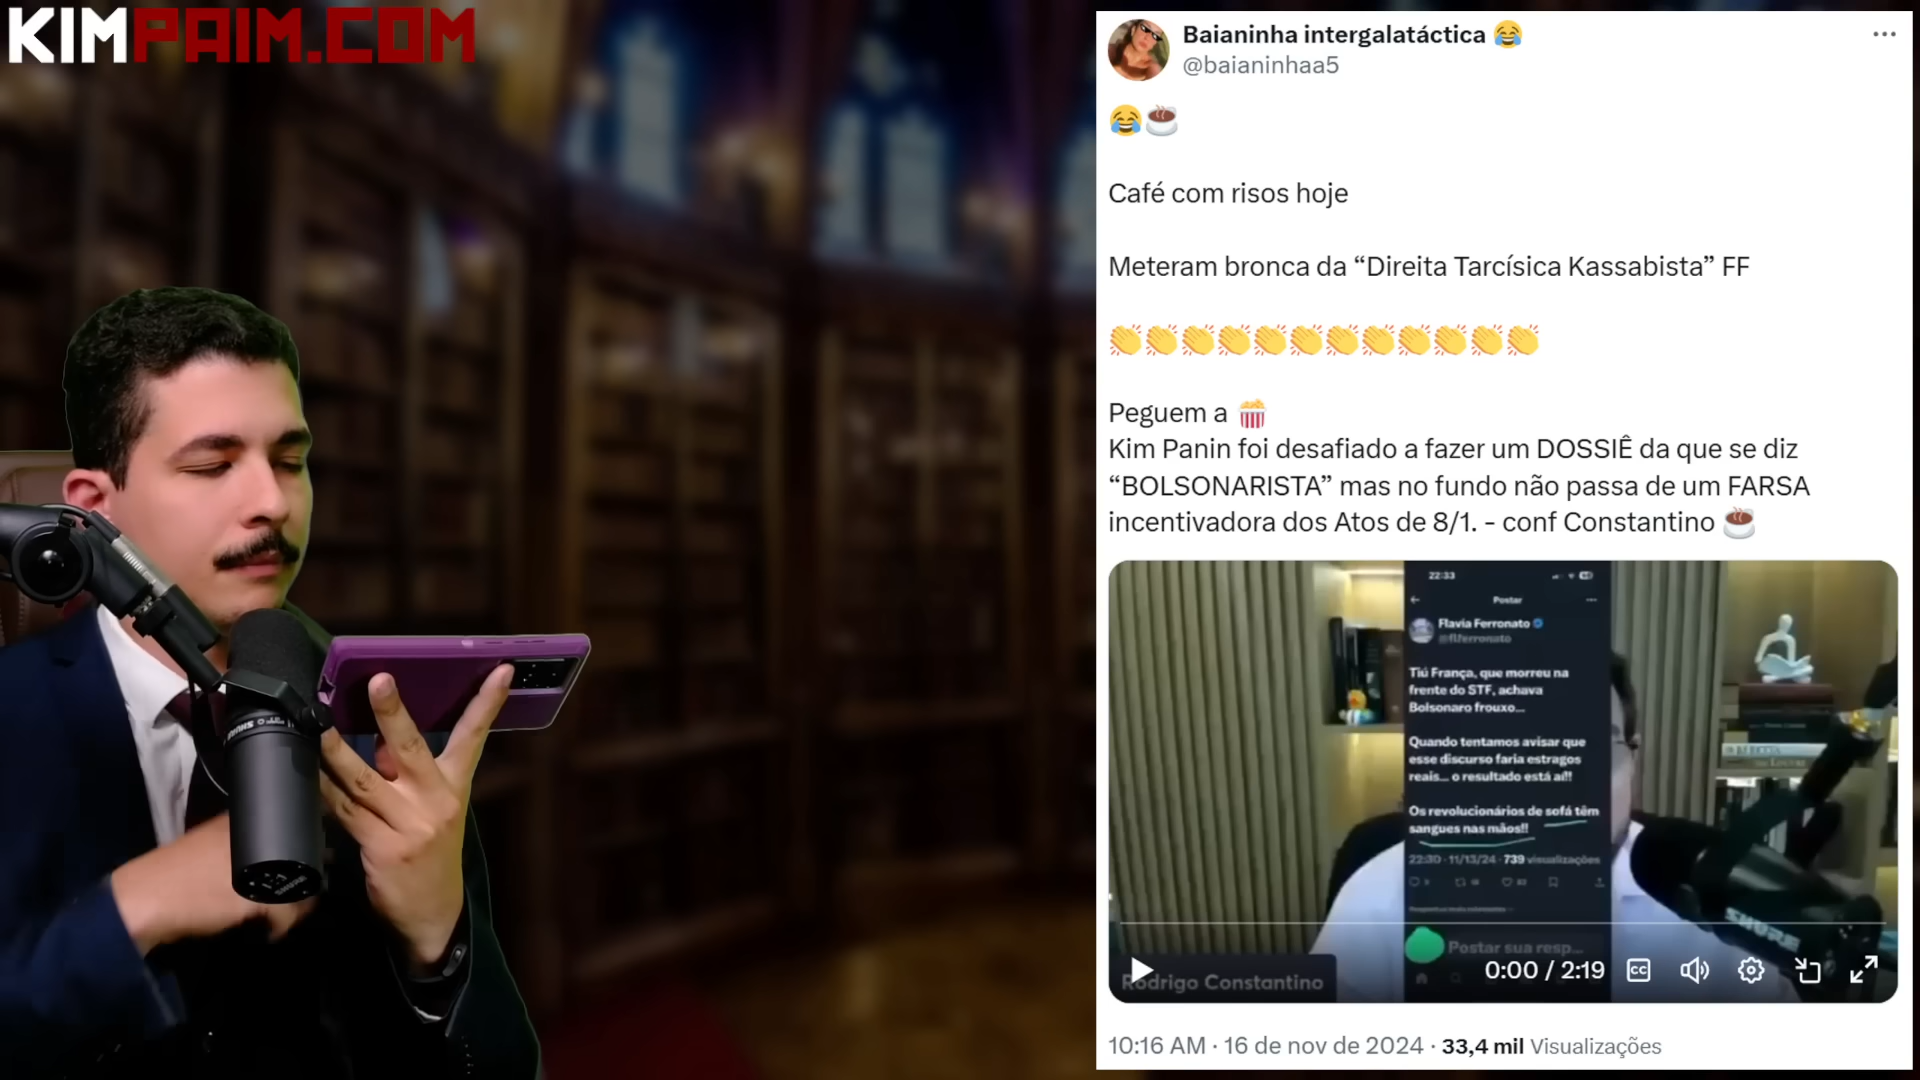 KIMPAIM.COM
Baianinha intergalatáctica 😂
@baianinhaa5
😂☕
Café com risos hoje
Meteram bronca da “Direita Tarcísica Kassabista” FF
👏👏👏👏👏👏👏👏👏👏👏👏
Peguem a 🍿
Kim Panin foi desafiado a fazer um DOSSIÊ da que se diz
“BOLSONARISTA” mas no fundo não passa de um FARSA
incentivadora dos Atos de 8/1. - conf Constantino ☕
22:33
Postar
Flavia Ferronato
@flferronato
Tiú França, que morreu na
frente do STF, achava
Bolsonaro frouxo...
Quando tentamos avisar que
esse discurso faria estragos
reais... o resultado está aí!!
Os revolucionários de sofá têm
sangues nas mãos!!
22:30 · 11/13/24 · 739 visualizações
Postar sua resp...
SHURE
Rodrigo Constantino
0:00 / 2:19
CC
10:16 AM · 16 de nov de 2024 · 33,4 mil Visualizações